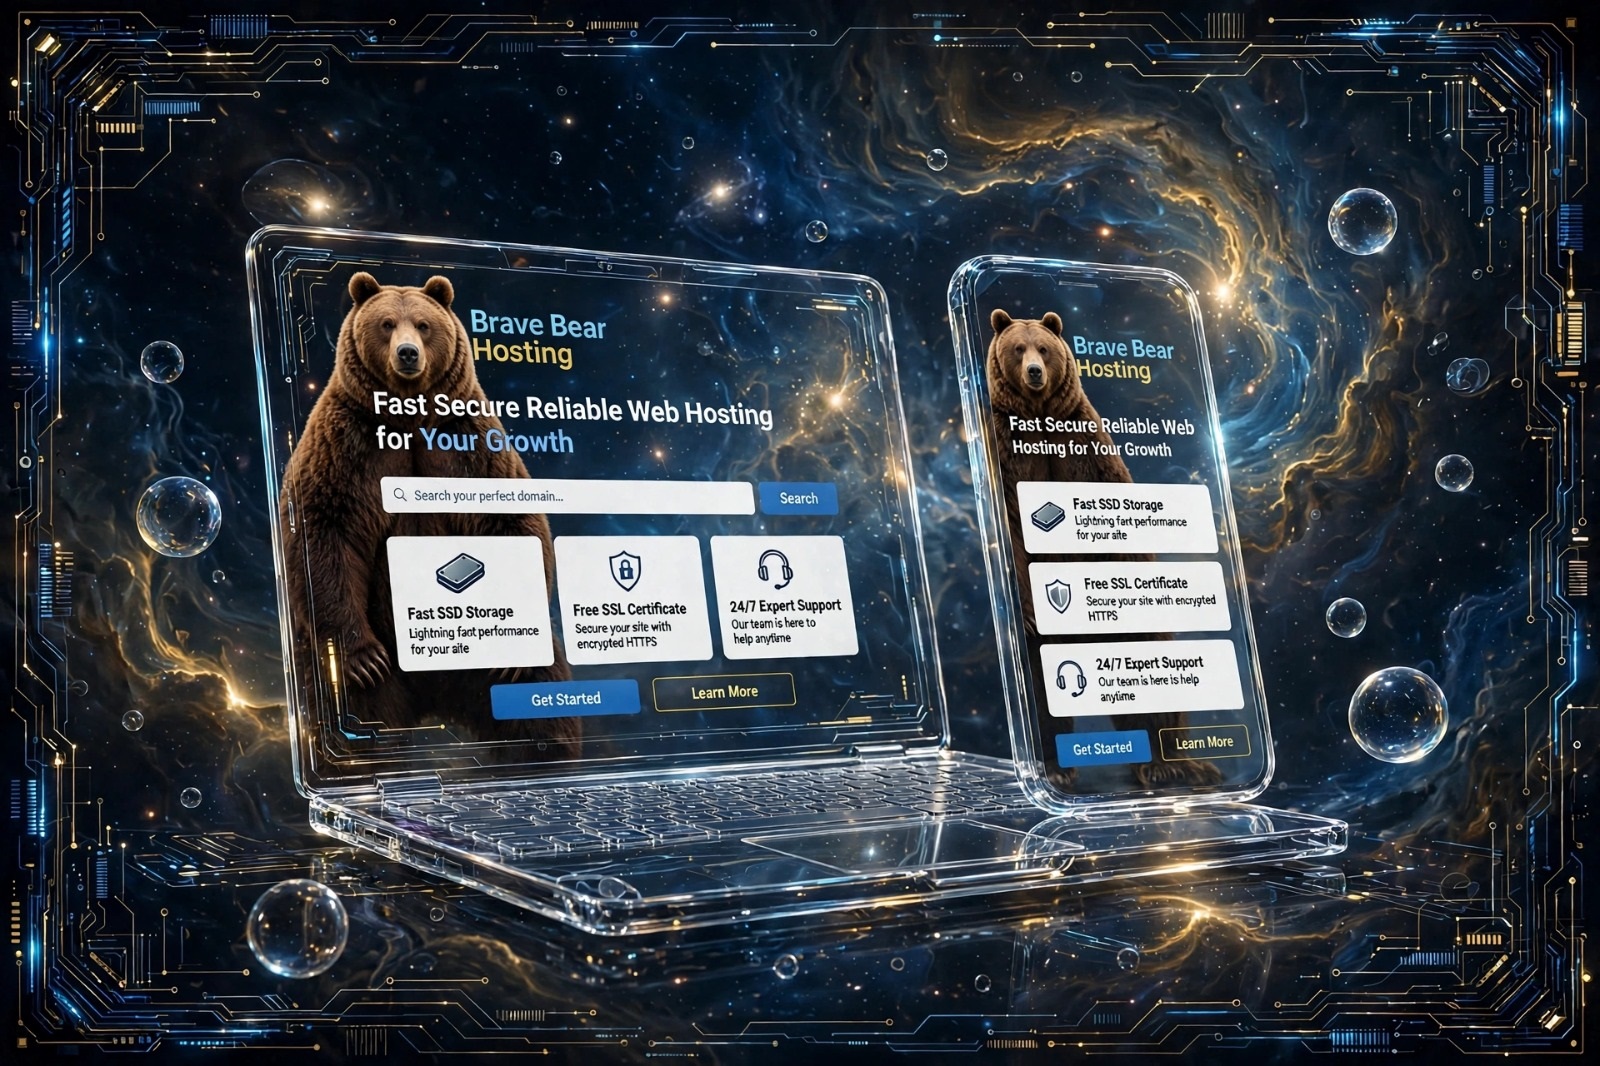 Brave Bear
Hosting
Fast Secure Reliable Web Hosting
for Your Growth
Search your perfect domain...
Search
Fast SSD Storage
Lightning fant performance
for your aite
Free SSL Certificate
Secure your site with
encrypted HTTPS
24/7 Expert Support
Our team is here to
help anytime
Get Started
Learn More
Brave Bear
Hosting
Fast Secure Reliable Web
Hosting for Your Growth
Fast SSD Storage
Lightning fant performance
for your aite
Free SSL Certificate
Secure your site with encrypted
HTTPS
24/7 Expert Support
Our team is here is help
anytime
Get Started
Learn More